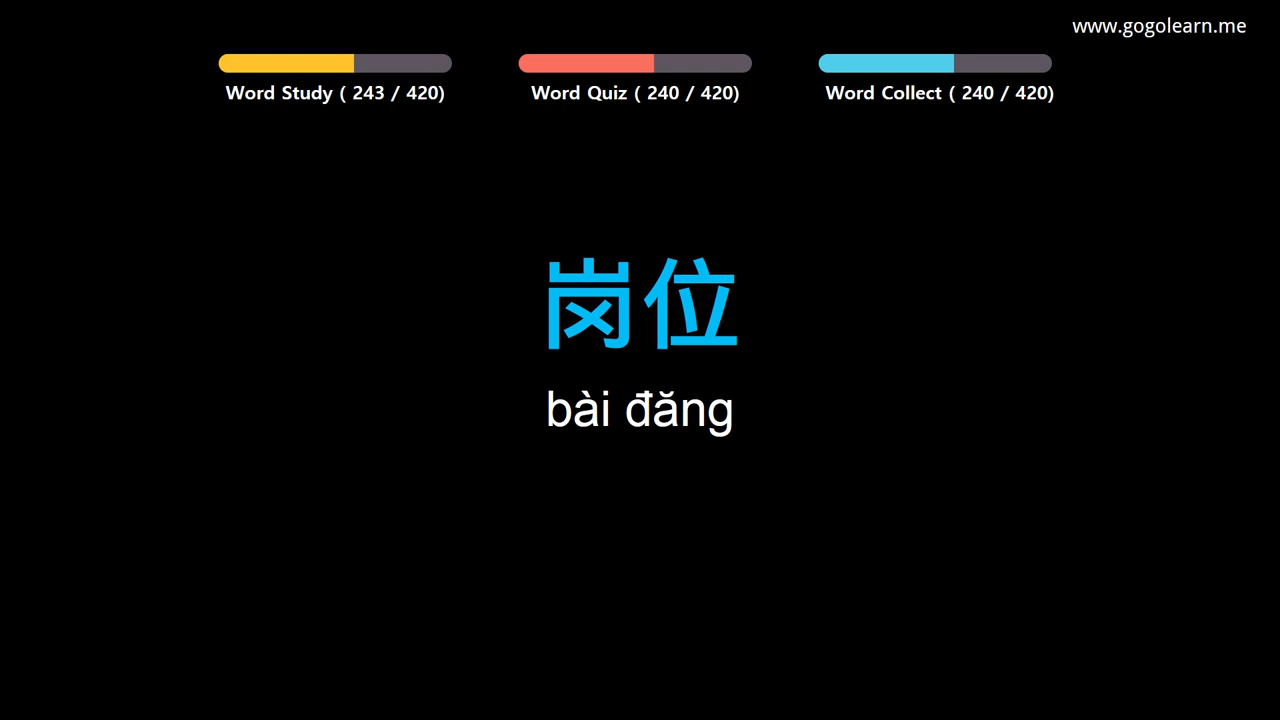 www.gogolearn.me
Word Study ( 243 / 420)
Word Quiz ( 240 / 420)
Word Collect ( 240 / 420)
岗位
bài đăng